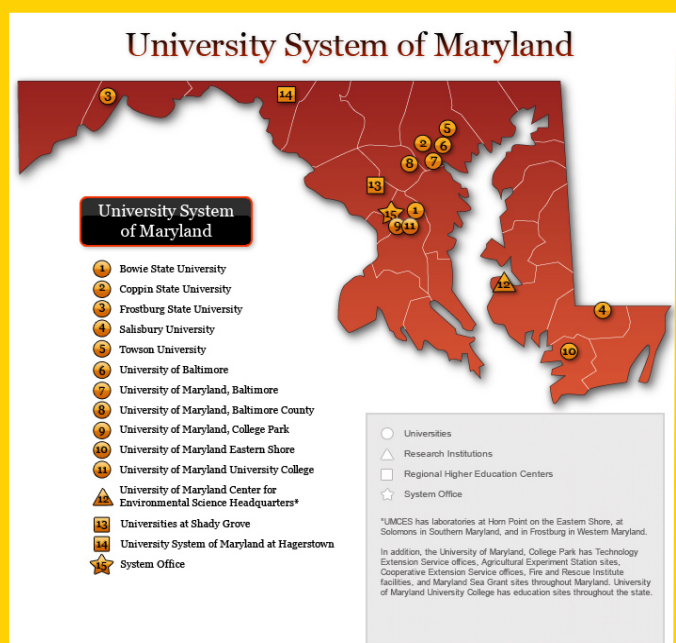 University System of Maryland
3
14
5
2
6
7
8
13
15
1
9
11
12
4
10
University System
of Maryland
1 Bowie State University
2 Coppin State University
3 Frostburg State University
4 Salisbury University
5 Towson University
6 University of Baltimore
7 University of Maryland, Baltimore
8 University of Maryland, Baltimore County
9 University of Maryland, College Park
10 University of Maryland Eastern Shore
11 University of Maryland University College
12 University of Maryland Center for
Environmental Science Headquarters*
13 Universities at Shady Grove
14 University System of Maryland at Hagerstown
15 System Office
Universities
Research Institutions
Regional Higher Education Centers
System Office
*UMCES has laboratories at Horn Point on the Eastern Shore, at
Solomons in Southern Maryland, and in Frostburg in Western Maryland.
In addition, the University of Maryland, College Park has Technology
Extension Service offices, Agricultural Experiment Station sites,
Cooperative Extension Service offices, Fire and Rescue Institute
facilities, and Maryland Sea Grant sites throughout Maryland. University
of Maryland University College has education sites throughout the state.